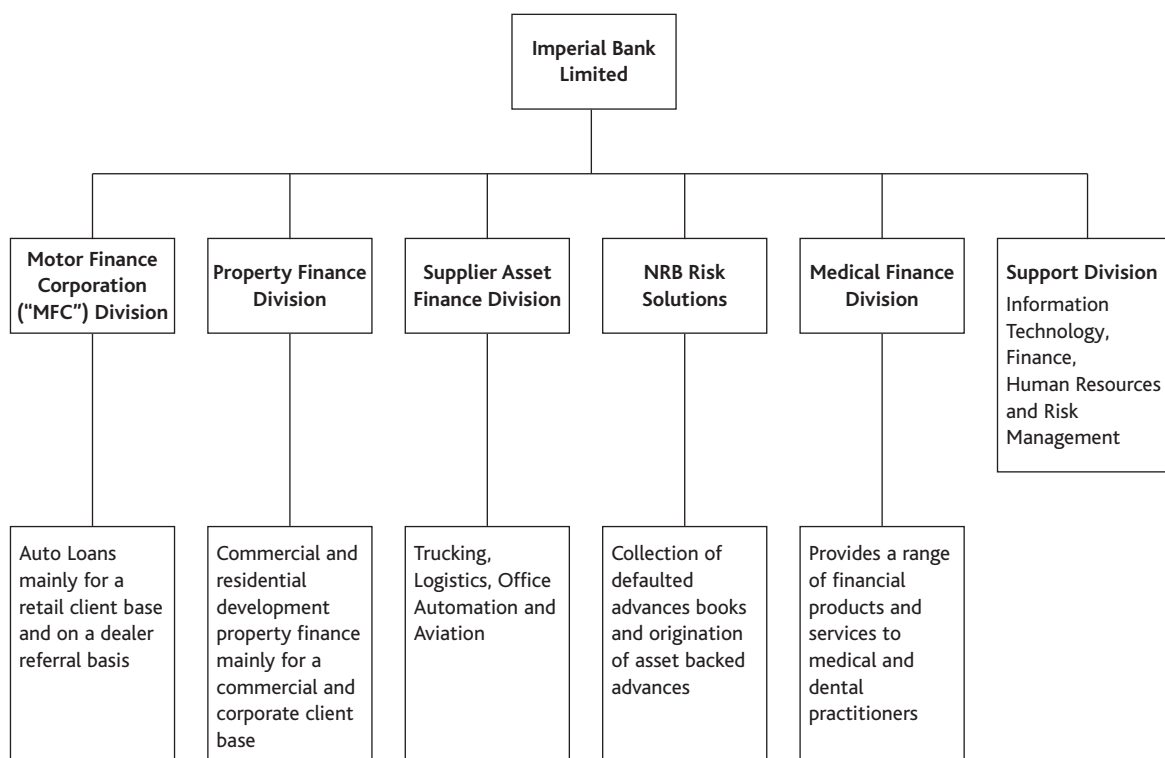 Imperial Bank
Limited
Motor Finance
Corporation
(“MFC”) Division
Property Finance
Division
Supplier Asset
Finance Division
NRB Risk
Solutions
Medical Finance
Division
Support Division
Information
Technology,
Finance,
Human Resources
and Risk
Management
Auto Loans
mainly for a
retail client base
and on a dealer
referral basis
Commercial and
residential
development
property finance
mainly for a
commercial and
corporate client
base
Trucking,
Logistics, Office
Automation and
Aviation
Collection of
defaulted
advances books
and origination
of asset backed
advances
Provides a range
of financial
products and
services to
medical and
dental
practitioners